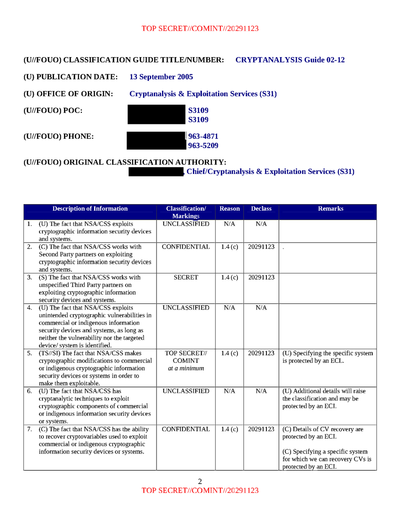 TOP SECRET//COMINT//20291123
(U//FOUO) CLASSIFICATION GUIDE TITLE/NUMBER: CRYPTANALYSIS Guide 02-12
(U) PUBLICATION DATE: 13 September 2005
(U) OFFICE OF ORIGIN: Cryptanalysis & Exploitation Services (S31)
(U//FOUO) POC: S3109
S3109
(U//FOUO) PHONE: 963-4871
963-5209
(U//FOUO) ORIGINAL CLASSIFICATION AUTHORITY:
, Chief/Cryptanalysis & Exploitation Services (S31)
Description of Information Classification/ Reason Declass Remarks
Markings
1. (U) The fact that NSA/CSS exploits UNCLASSIFIED N/A N/A
cryptographic information security devices
and systems.
2. (C) The fact that NSA/CSS works with CONFIDENTIAL 1.4 (c) 20291123 .
Second Party partners on exploiting
cryptographic information security devices
and systems.
3. (S) The fact that NSA/CSS works with SECRET 1.4 (c) 20291123
unspecified Third Party partners on
exploiting cryptographic information
security devices and systems.
4. (U) The fact that NSA/CSS exploits UNCLASSIFIED N/A N/A
unintended cryptographic vulnerabilities in
commercial or indigenous information
security devices and systems, as long as
neither the vulnerability nor the targeted
device/ system is identified.
5. (TS//SI) The fact that NSA/CSS makes TOP SECRET// 1.4 (c) 20291123 (U) Specifying the specific system
cryptographic modifications to commercial COMINT is protected by an ECI.
or indigenous cryptographic information at a minimum
security devices or systems in order to
make them exploitable.
6. (U) The fact that NSA/CSS has UNCLASSIFIED N/A N/A (U) Additional details will raise
cryptanalytic techniques to exploit the classification and may be
cryptographic components of commercial protected by an ECI.
or indigenous information security devices
or systems.
7. (C) The fact that NSA/CSS has the ability CONFIDENTIAL 1.4 (c) 20291123 (C) Details of CV recovery are
to recover cryptovariables used to exploit protected by an ECI.
commercial or indigenous cryptographic
information security devices or systems. (C) Specifying a specific system
for which we can recovery CVs is
protected by an ECI.
2
TOP SECRET//COMINT//20291123